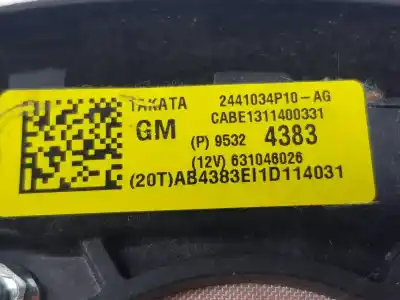 TAKATA 2441034P10-AG
CABE1311400331
GM (P) 9532 4383
(12V) 631046026
(20T)AB4383EI1D114031